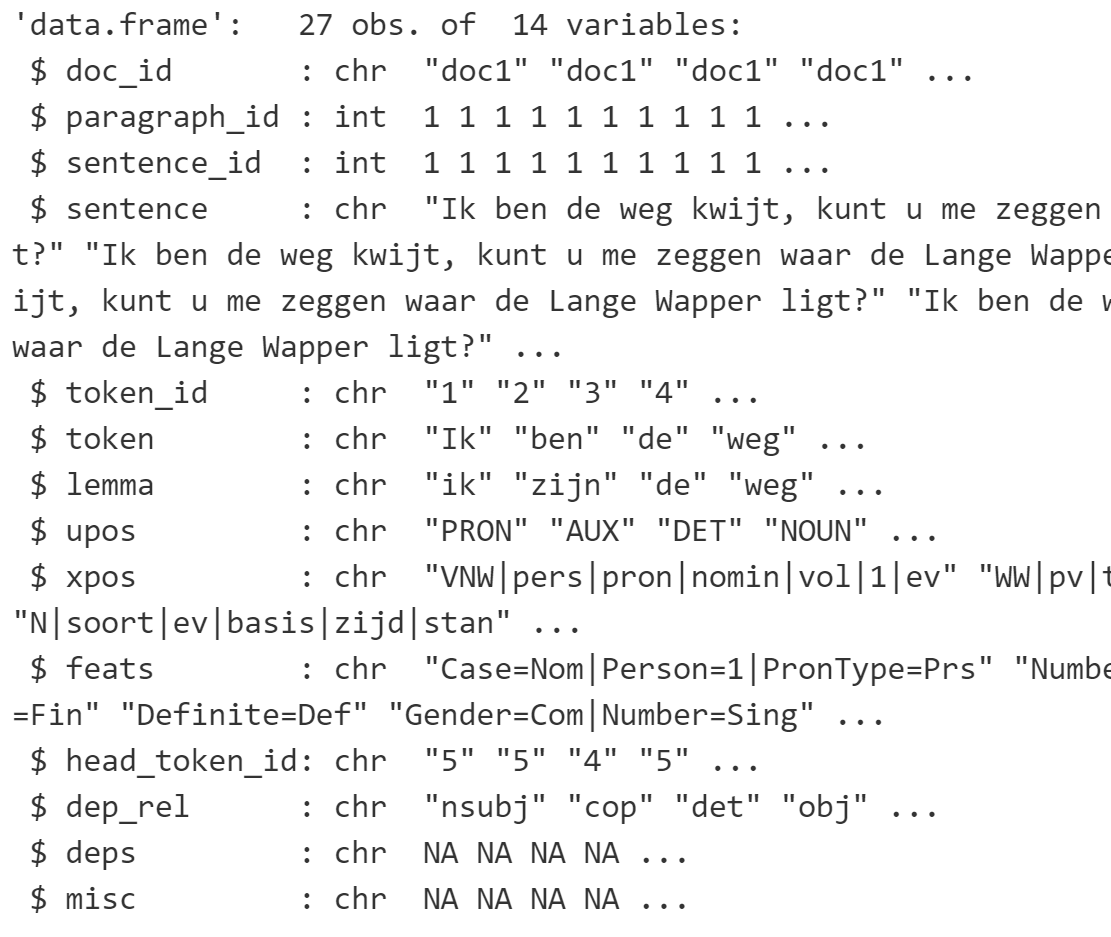 'data.frame':   27 obs. of  14 variables:
 $ doc_id       : chr  "doc1" "doc1" "doc1" "doc1" ...
 $ paragraph_id : int  1 1 1 1 1 1 1 1 1 1 ...
 $ sentence_id  : int  1 1 1 1 1 1 1 1 1 1 ...
 $ sentence     : chr  "Ik ben de weg kwijt, kunt u me zeggen
t?" "Ik ben de weg kwijt, kunt u me zeggen waar de Lange Wappe
ijt, kunt u me zeggen waar de Lange Wapper ligt?" "Ik ben de w
waar de Lange Wapper ligt?" ...
 $ token_id     : chr  "1" "2" "3" "4" ...
 $ token        : chr  "Ik" "ben" "de" "weg" ...
 $ lemma        : chr  "ik" "zijn" "de" "weg" ...
 $ upos         : chr  "PRON" "AUX" "DET" "NOUN" ...
 $ xpos         : chr  "VNW|pers|pron|nomin|vol|1|ev" "WW|pv|t
"N|soort|ev|basis|zijd|stan" ...
 $ feats        : chr  "Case=Nom|Person=1|PronType=Prs" "Numbe
=Fin" "Definite=Def" "Gender=Com|Number=Sing" ...
 $ head_token_id: chr  "5" "5" "4" "5" ...
 $ dep_rel      : chr  "nsubj" "cop" "det" "obj" ...
 $ deps         : chr  NA NA NA NA ...
 $ misc         : chr  NA NA NA NA ...